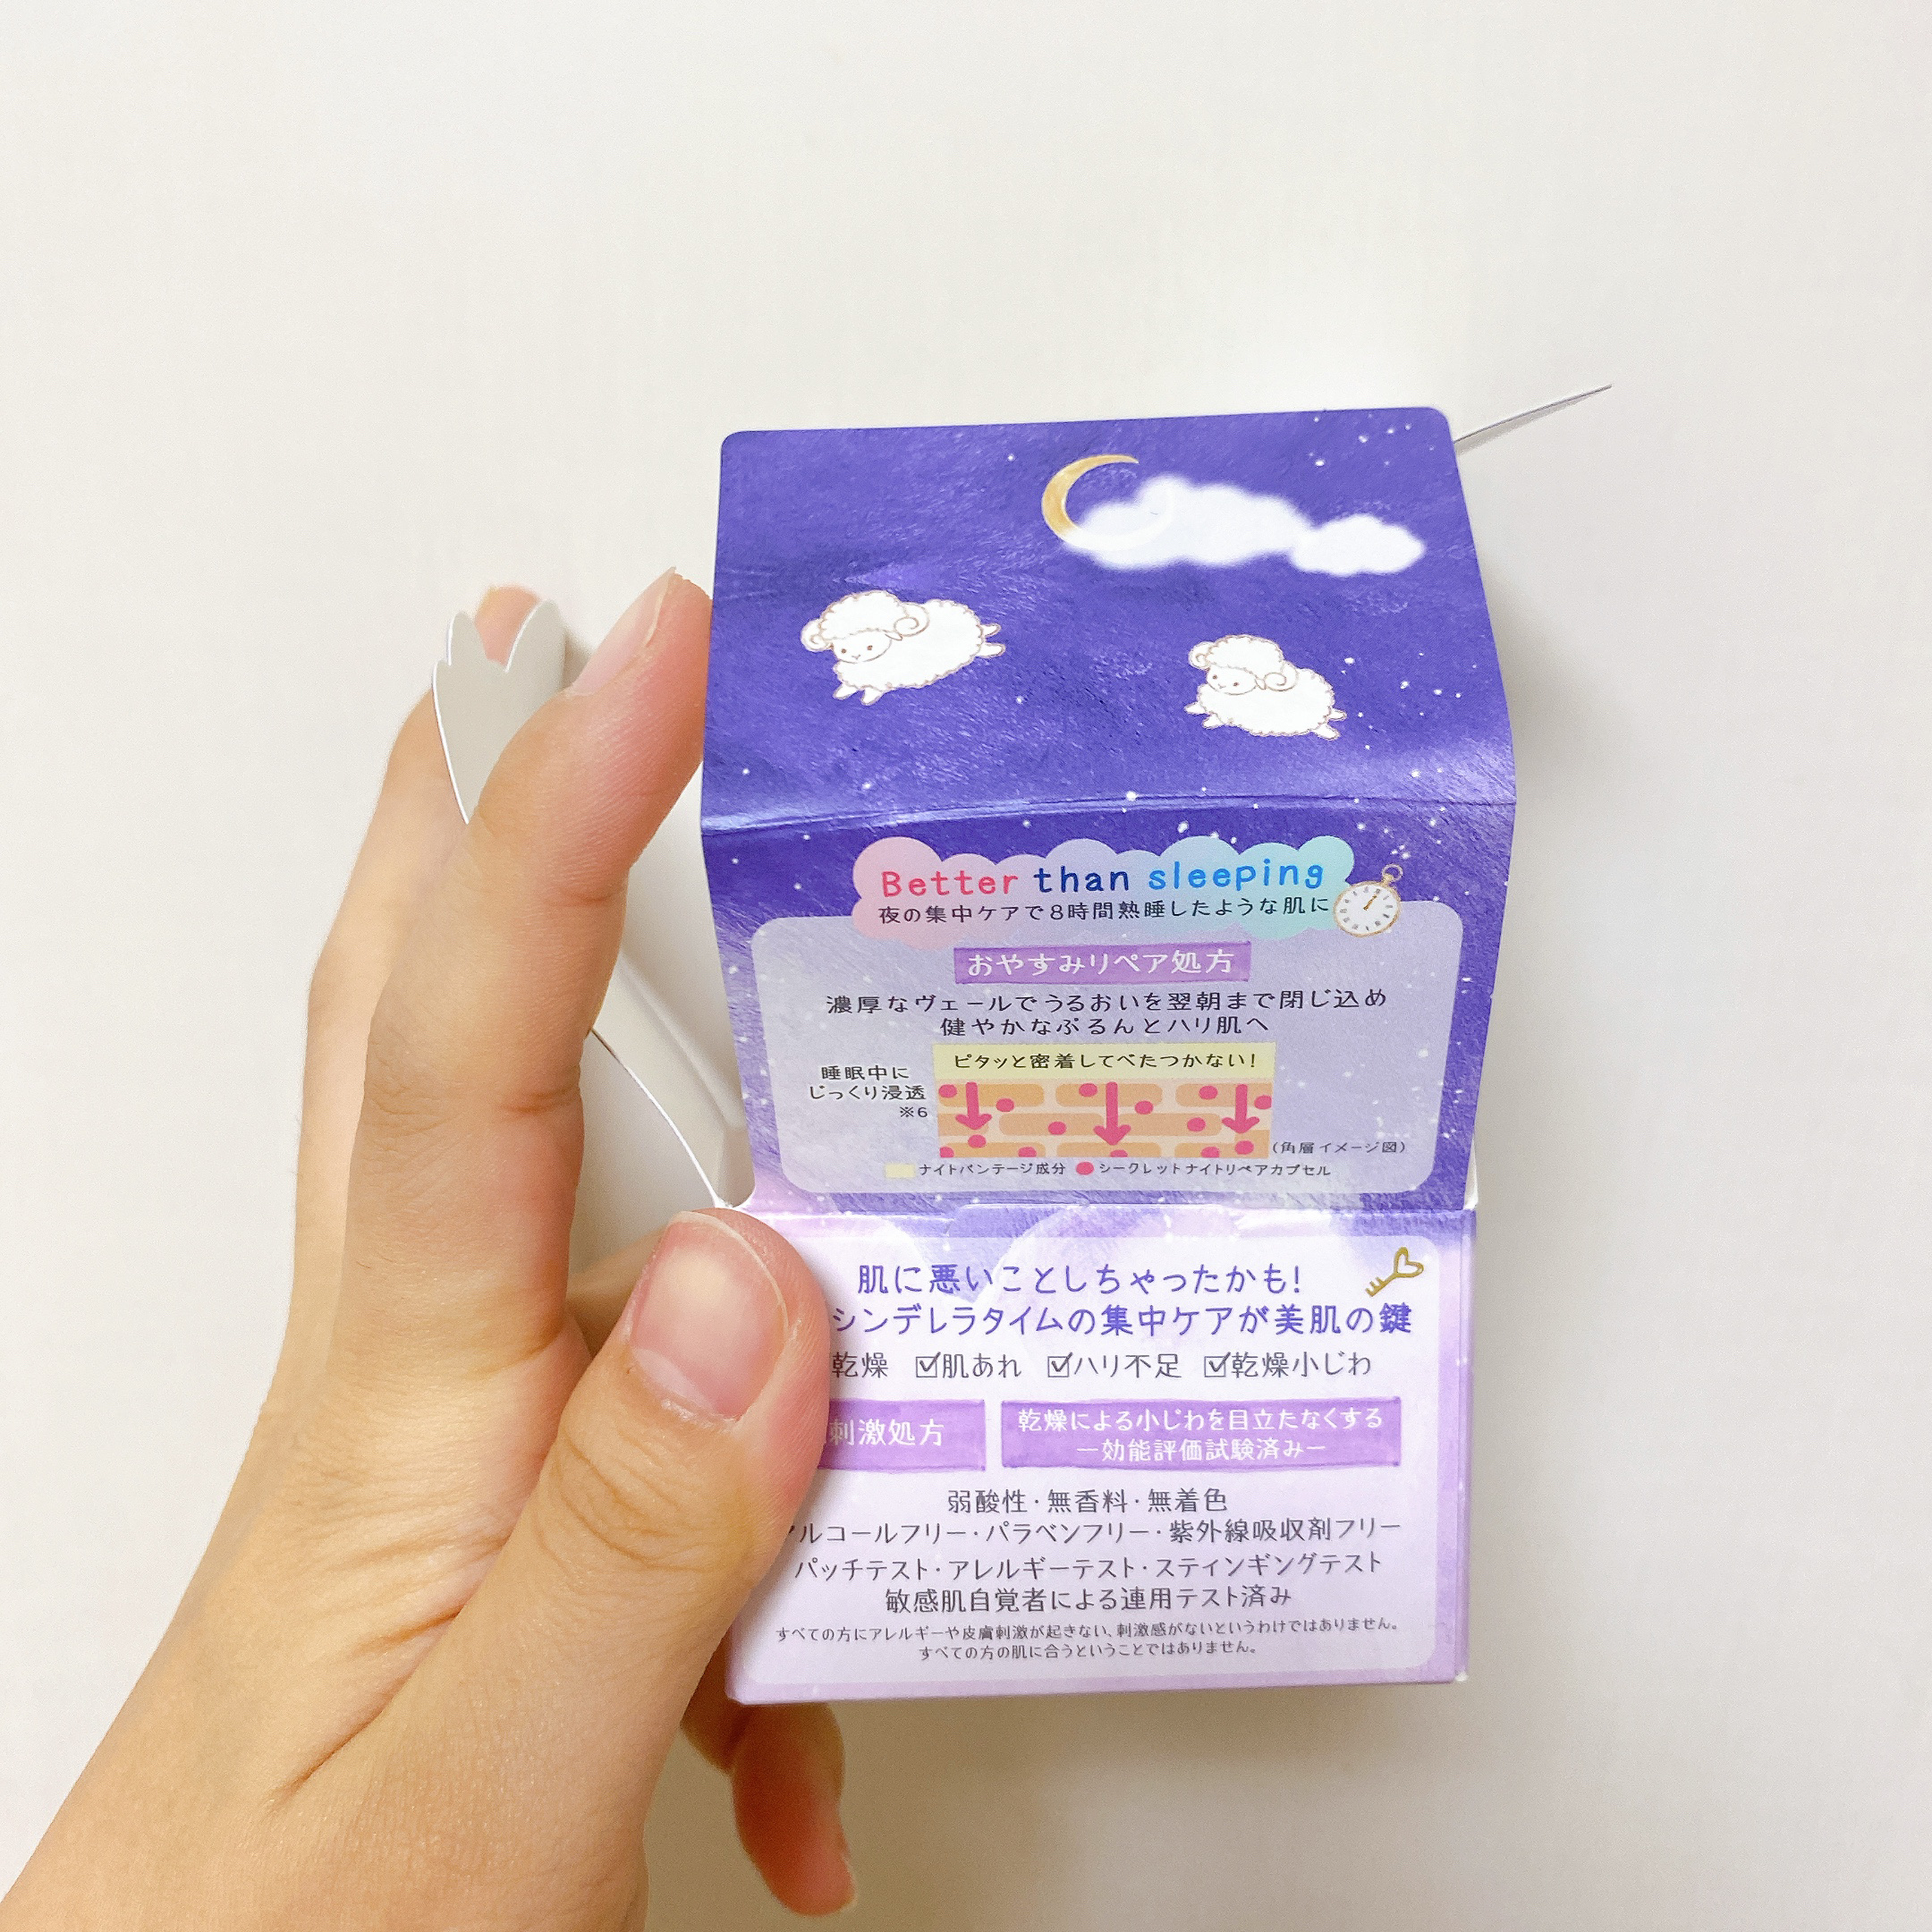 Better than sleeping
夜の集中ケアで8時間熟睡したような肌に
おやすみリペア処方
濃厚なヴェールでうるおいを翌朝まで閉じ込め
健やかなぷるんとハリ肌へ
ピタッと密着してべたつかない!
睡眠中に
じっくり浸透
※6
(角層イメージ図)
ナイトバンテージ成分 シークレットナイトリペアカプセル
肌に悪いことしちゃったかも!
シンデレラタイムの集中ケアが美肌の鍵
乾燥 ☑肌あれ ☑ハリ不足 ☑乾燥小じわ
刺激処方
乾燥による小じわを目立たなくする
―効能評価試験済み―
弱酸性・無香料・無着色
アルコールフリー・パラベンフリー・紫外線吸収剤フリー
パッチテスト・アレルギーテスト・スティンギングテスト
敏感肌自覚者による連用テスト済み
すべての方にアレルギーや皮膚刺激が起きない、刺激感がないというわけではありません。
すべての方の肌に合うということではありません。